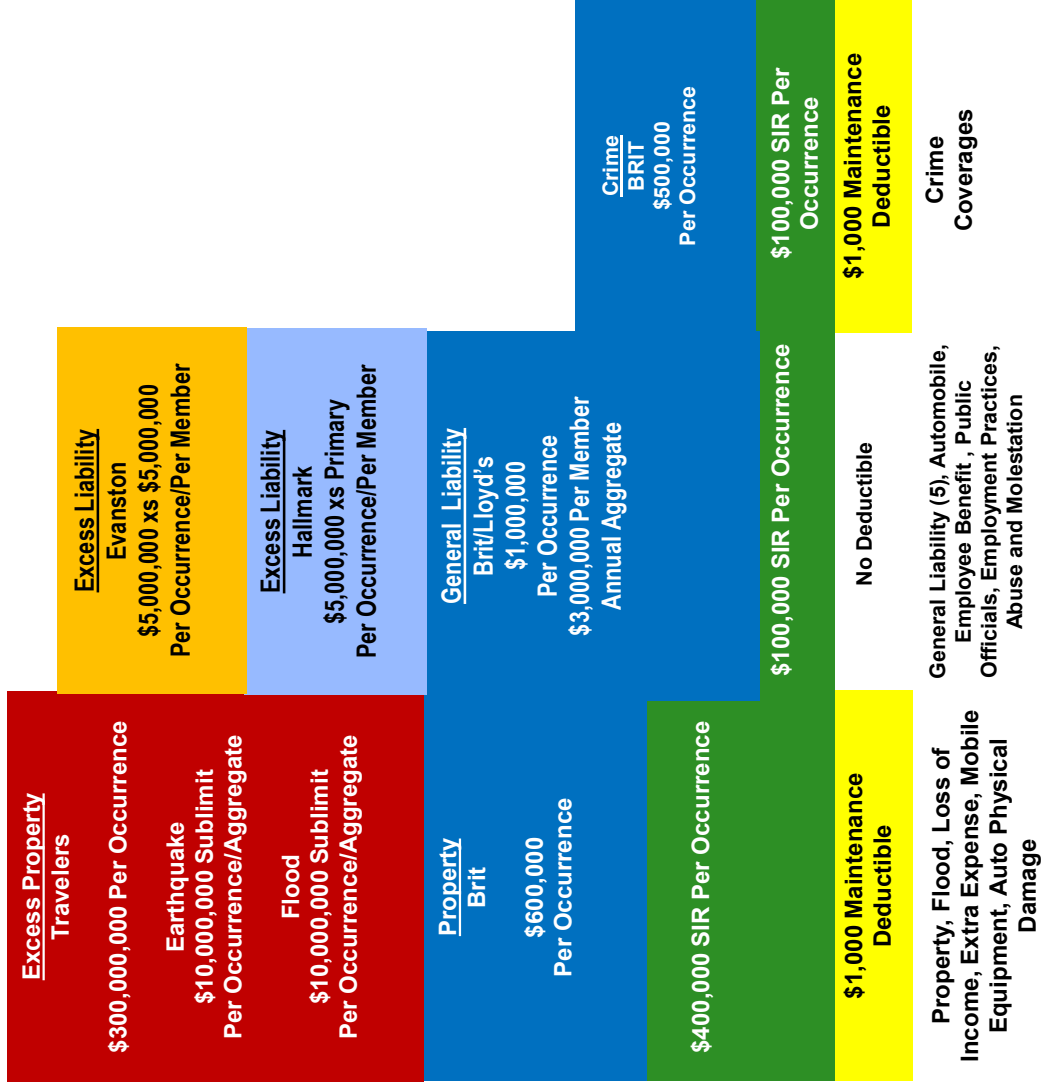 Excess Property
Travelers
$300,000,000 Per Occurrence
Earthquake
$10,000,000 Sublimit
Per Occurrence/Aggregate
Flood
$10,000,000 Sublimit
Per Occurrence/Aggregate
Property
Brit
$600,000
Per Occurrence
$400,000 SIR Per Occurrence
$1,000 Maintenance
Deductible
Property, Flood, Loss of
Income, Extra Expense, Mobile
Equipment, Auto Physical
Damage
Excess Liability
Evanston
$5,000,000 xs $5,000,000
Per Occurrence/Per Member
Excess Liability
Hallmark
$5,000,000 xs Primary
Per Occurrence/Per Member
General Liability
Brit/Lloyd’s
$1,000,000
Per Occurrence
$3,000,000 Per Member
Annual Aggregate
$100,000 SIR Per Occurrence
No Deductible
General Liability (5), Automobile,
Employee Benefit , Public
Officials, Employment Practices,
Abuse and Molestation
Crime
BRIT
$500,000
Per Occurrence
$100,000 SIR Per
Occurrence
$1,000 Maintenance
Deductible
Crime
Coverages